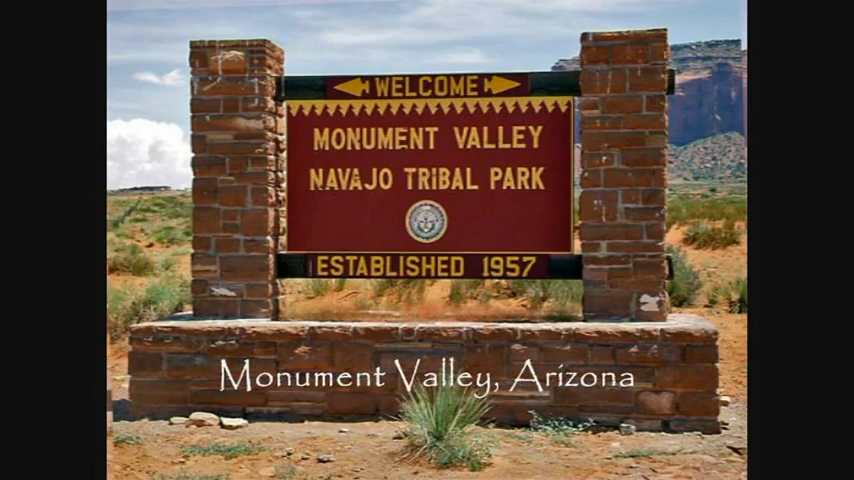 WELCOME
MONUMENT VALLEY
NAVAJO TRIBAL PARK
ESTABLISHED 1957
Monument Valley, Arizona